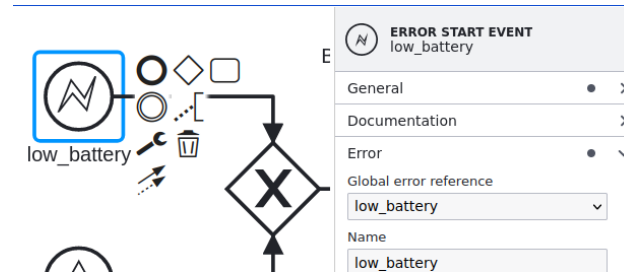 ERROR START EVENT
low_battery
General
Documentation
Error
Global error reference
low_battery
Name
low_battery
low_battery
E
X